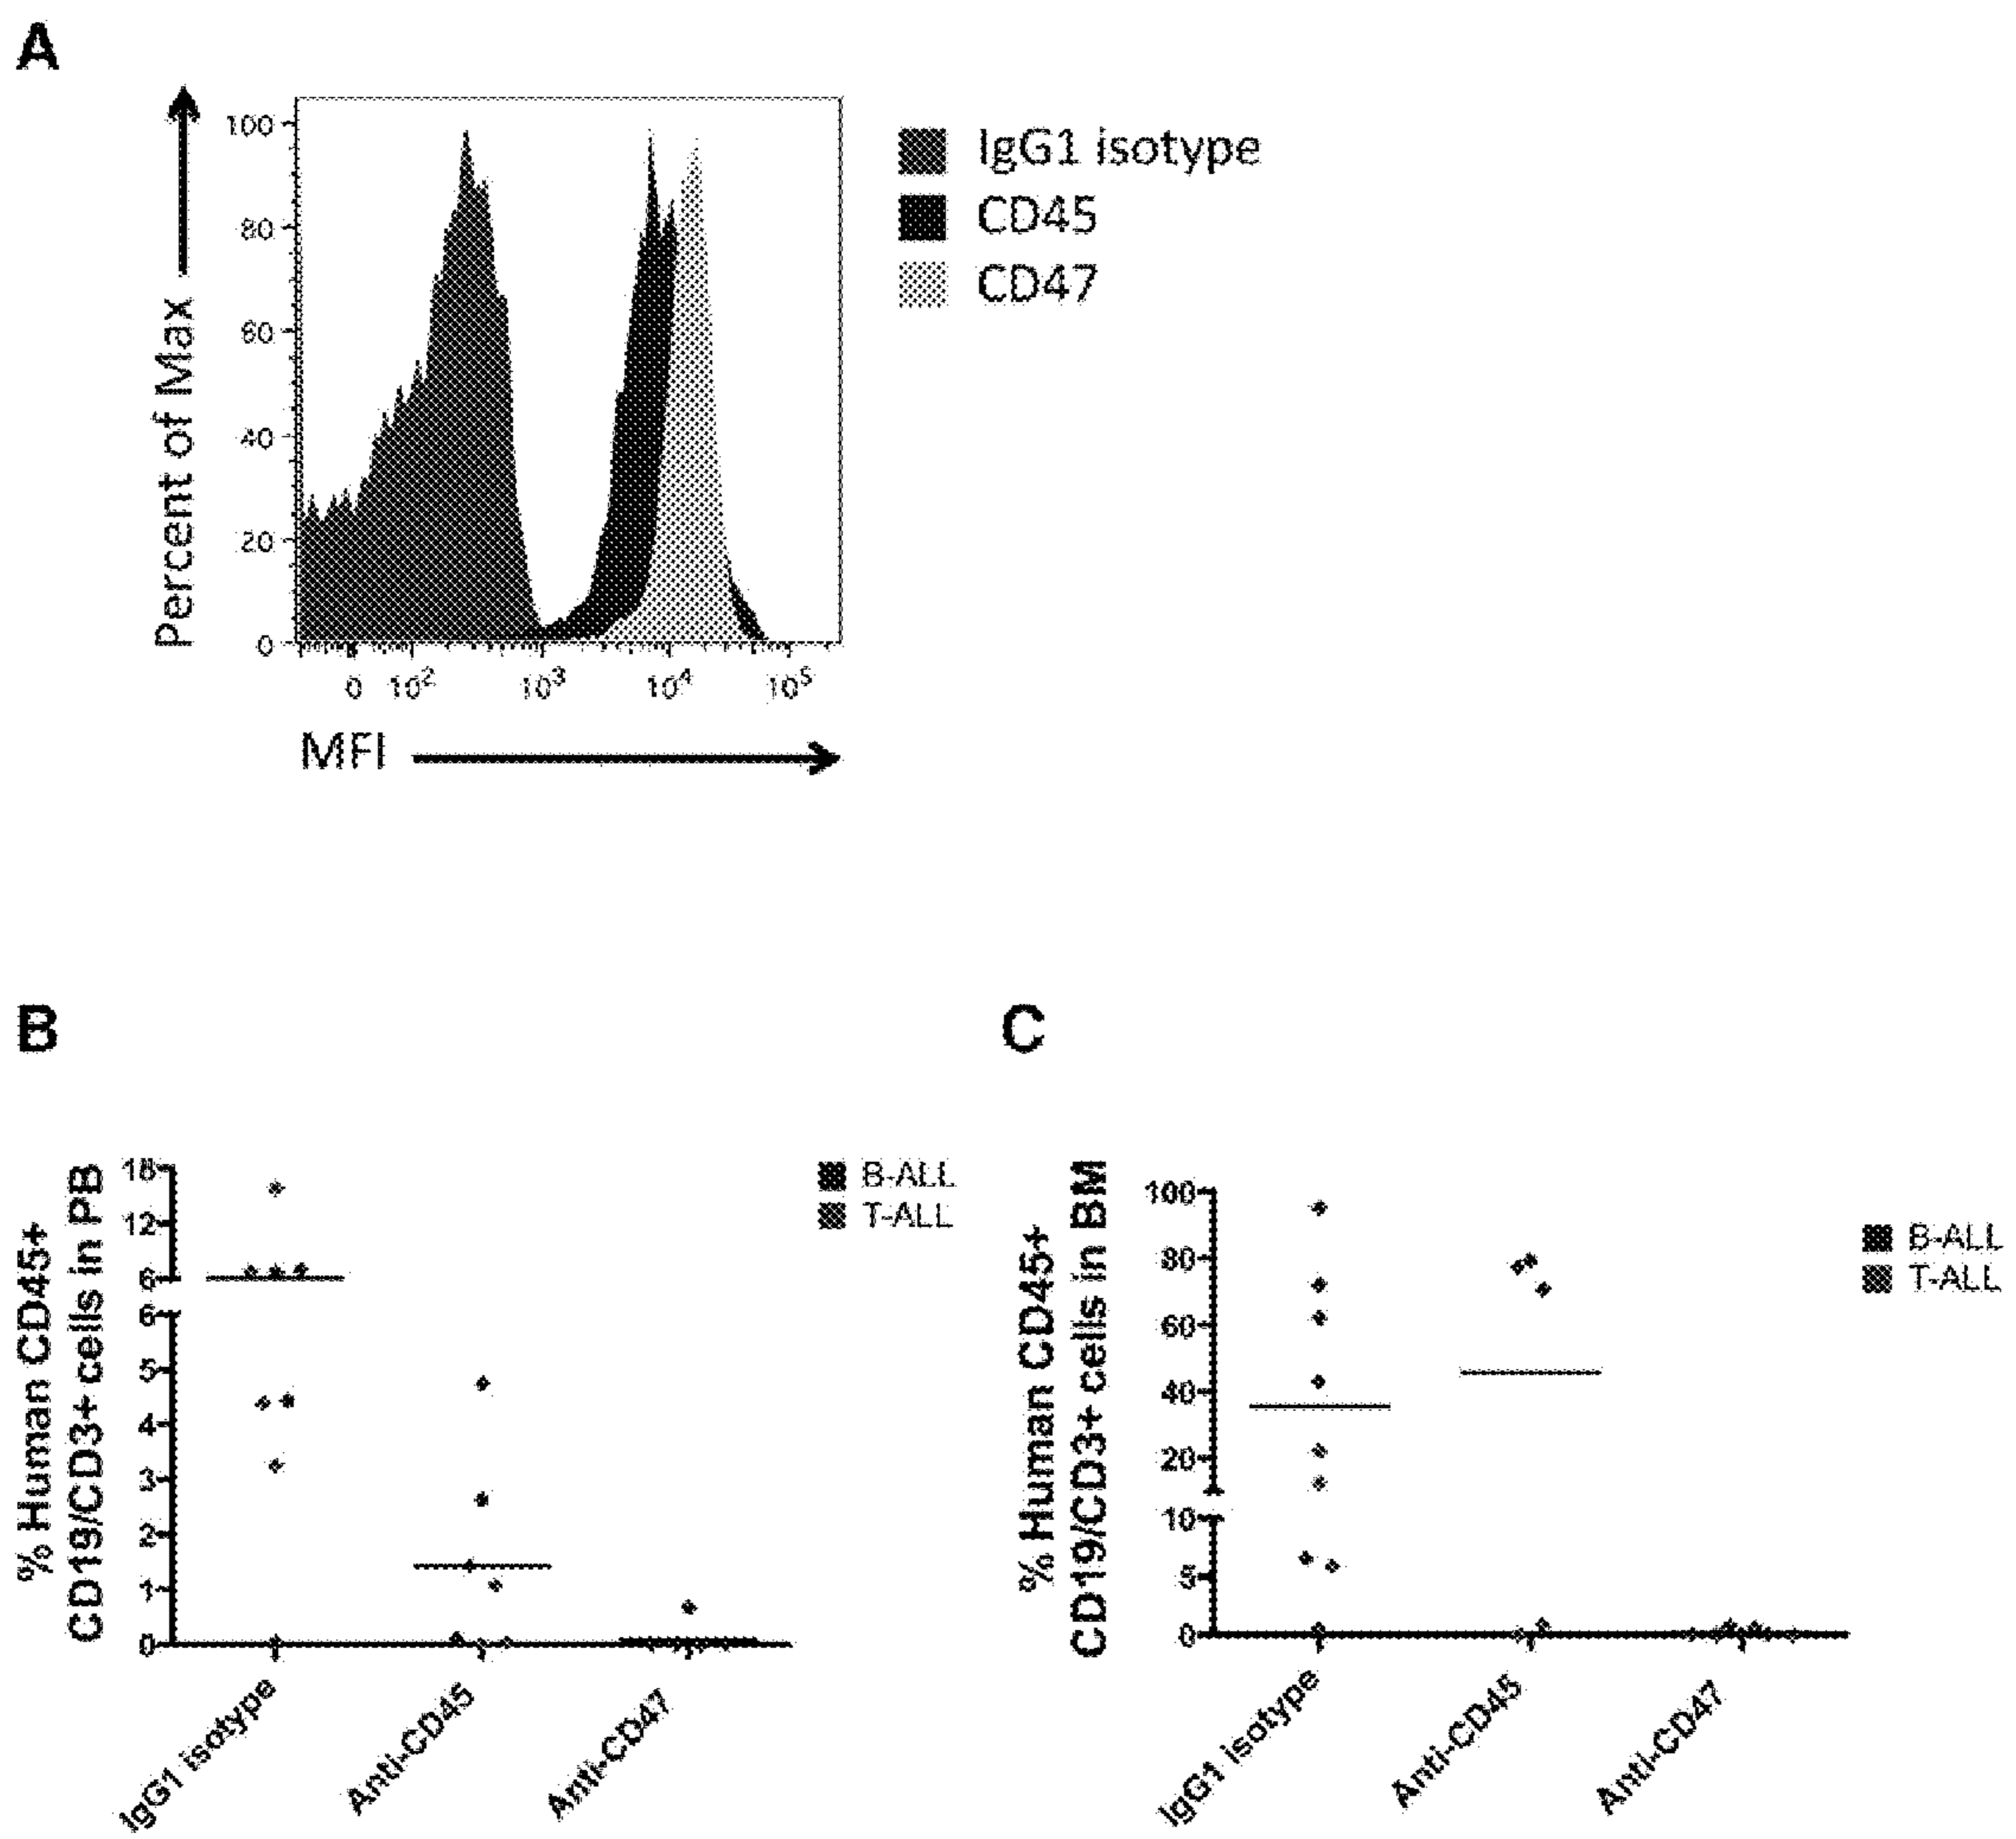 A
Percent of Max
100
80
60
40
20
0
0 10² 10³ 10⁴ 10⁵
MFI
IgG1 isotype
CD45
CD47
B
% Human CD45+
CD19/CD3+ cells in PB
18
12
6
6
5
4
3
2
1
0
IgG1 isotype
Anti-CD45
Anti-CD47
B-ALL
T-ALL
C
% Human CD45+
CD19/CD3+ cells in BM
100
80
60
40
20
10
5
0
IgG1 isotype
Anti-CD45
Anti-CD47
B-ALL
T-ALL